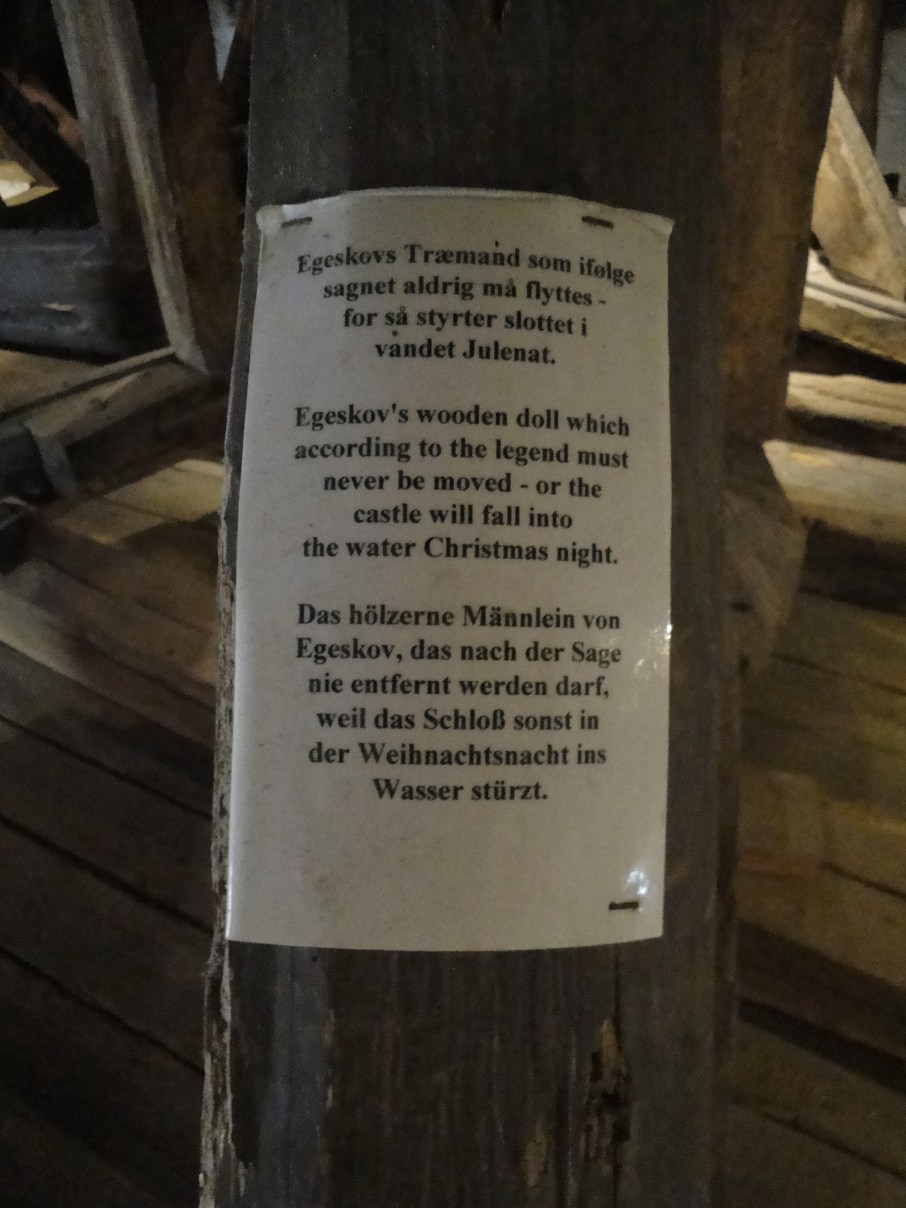 Egeskovs Træmand som ifølge
sagnet aldrig må flyttes -
for så styrter slottet i
vandet Julenat.
Egeskov's wooden doll which
according to the legend must
never be moved - or the
castle will fall into
the water Christmas night.
Das hölzerne Männlein von
Egeskov, das nach der Sage
nie entfernt werden darf,
weil das Schloß sonst in
der Weihnachtsnacht ins
Wasser stürzt.